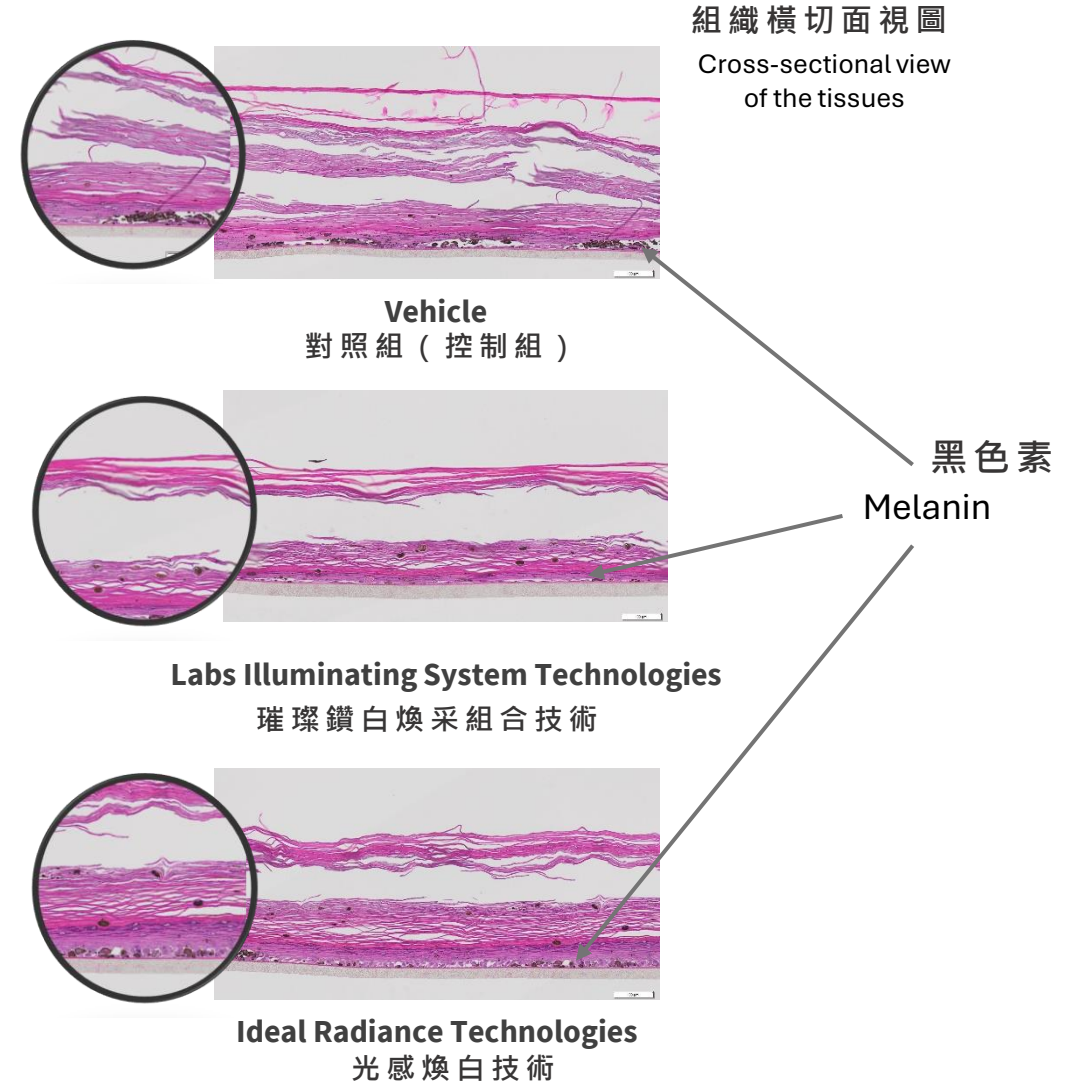 組織橫切面視圖
Cross-sectional view
of the tissues
Vehicle
對照組（控制組）
黑色素
Melanin
Labs Illuminating System Technologies
璀璨鑽白煥采組合技術
Ideal Radiance Technologies
光感煥白技術